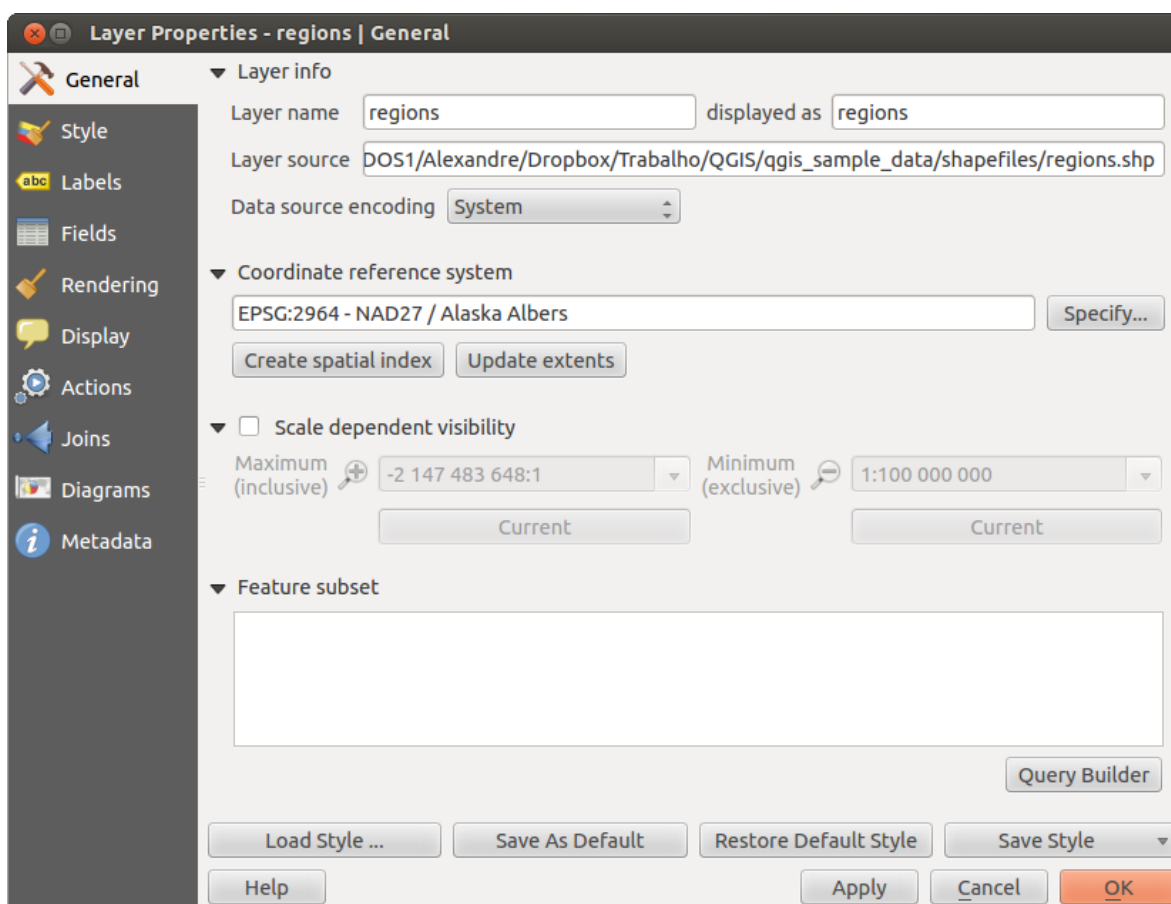 Layer Properties - regions | General
General
Style
abc Labels
Fields
Rendering
Display
Actions
Joins
Diagrams
i Metadata
Layer info
Layer name regions displayed as regions
Layer source DOS1/Alexandre/Dropbox/Trabalho/QGIS/qgis_sample_data/shapefiles/regions.shp
Data source encoding System
Coordinate reference system
EPSG:2964 - NAD27 / Alaska Albers Specify...
Create spatial index Update extents
Scale dependent visibility
Maximum (inclusive) -2 147 483 648:1 Minimum (exclusive) 1:100 000 000
Current Current
Feature subset
Query Builder
Load Style ... Save As Default Restore Default Style Save Style
Help Apply Cancel OK